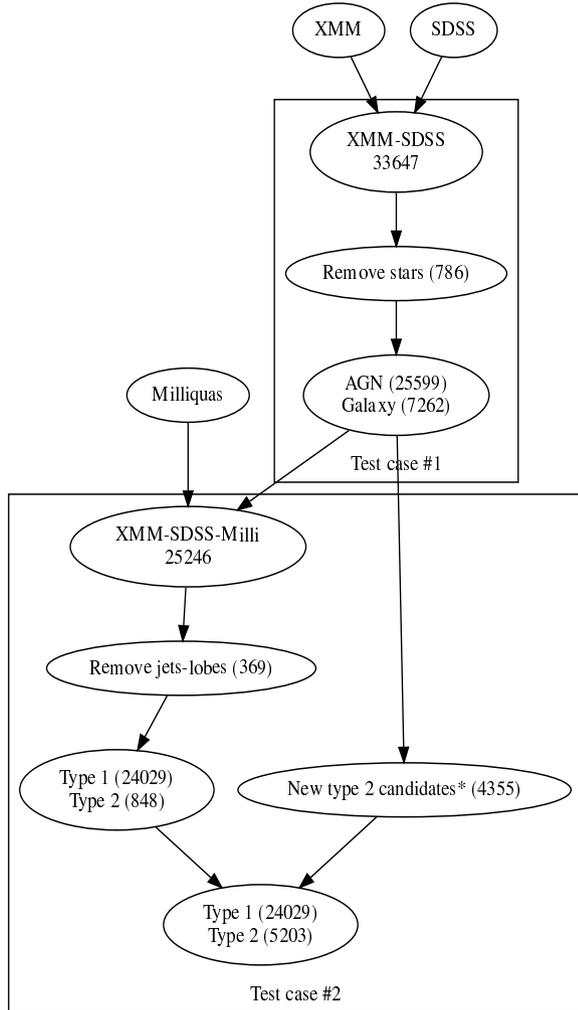 XMM
SDSS
XMM-SDSS
33647
Remove stars (786)
AGN (25599)
Galaxy (7262)
Test case #1
Milliquas
XMM-SDSS-Milli
25246
Remove jets-lobes (369)
Type 1 (24029)
Type 2 (848)
New type 2 candidates* (4355)
Type 1 (24029)
Type 2 (5203)
Test case #2